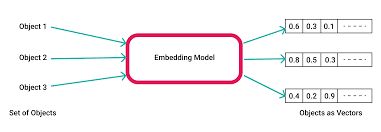 Object 1
0.6 0.3 0.1 -----
Object 2
Embedding Model
0.8 0.5 0.3 -----
Object 3
0.4 0.2 0.9 -----
Set of Objects
Objects as Vectors